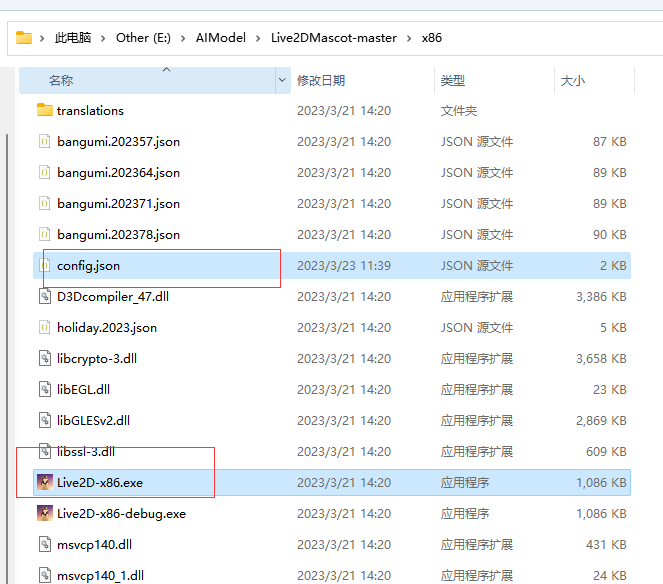 此电脑 Other (E:) AIModel Live2DMascot-master x86
名称 修改日期 类型 大小
translations 2023/3/21 14:20 文件夹
bangumi.202357.json 2023/3/21 14:20 JSON 源文件 87 KB
bangumi.202364.json 2023/3/21 14:20 JSON 源文件 89 KB
bangumi.202371.json 2023/3/21 14:20 JSON 源文件 89 KB
bangumi.202378.json 2023/3/21 14:20 JSON 源文件 90 KB
config.json 2023/3/23 11:39 JSON 源文件 2 KB
D3Dcompiler_47.dll 2023/3/21 14:20 应用程序扩展 3,386 KB
holiday.2023.json 2023/3/21 14:20 JSON 源文件 5 KB
libcrypto-3.dll 2023/3/21 14:20 应用程序扩展 3,658 KB
libEGL.dll 2023/3/21 14:20 应用程序扩展 23 KB
libGLESv2.dll 2023/3/21 14:20 应用程序扩展 2,869 KB
libssl-3.dll 2023/3/21 14:20 应用程序扩展 609 KB
Live2D-x86.exe 2023/3/21 14:20 应用程序 1,086 KB
Live2D-x86-debug.exe 2023/3/21 14:20 应用程序 1,086 KB
msvcp140.dll 2023/3/21 14:20 应用程序扩展 431 KB
msvcp140_1.dll 2023/3/21 14:20 应用程序扩展 24 KB